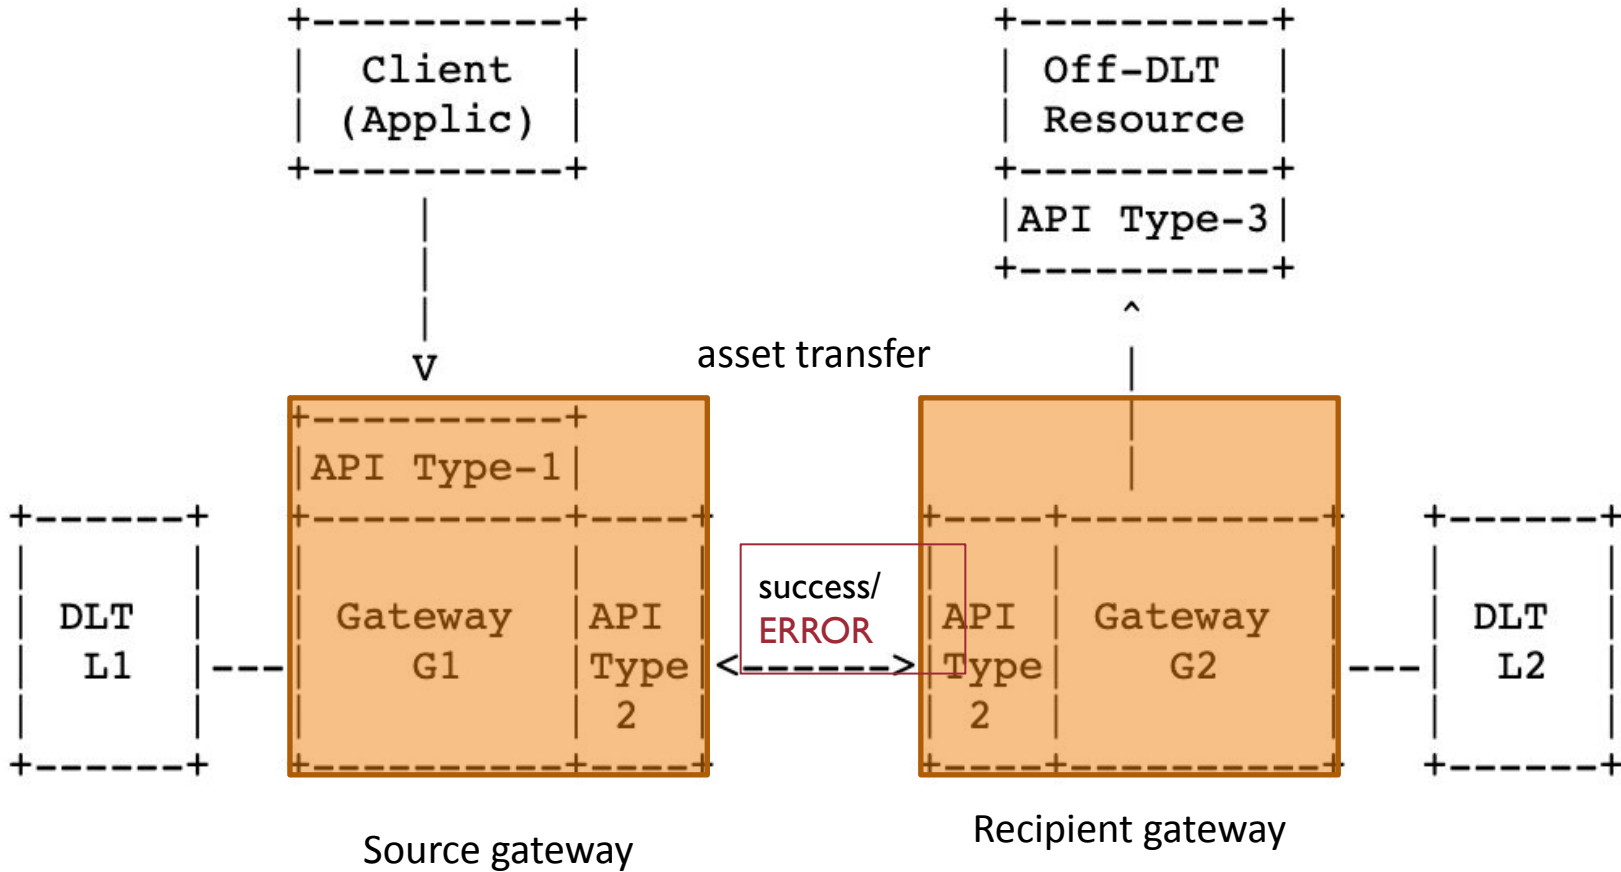 Client
(Applic)
Off-DLT
Resource
API Type-3
asset transfer
API Type-1
DLT
L1
Gateway
G1
API
Type
2
success/
ERROR
API
Type
2
Gateway
G2
DLT
L2
Source gateway
Recipient gateway